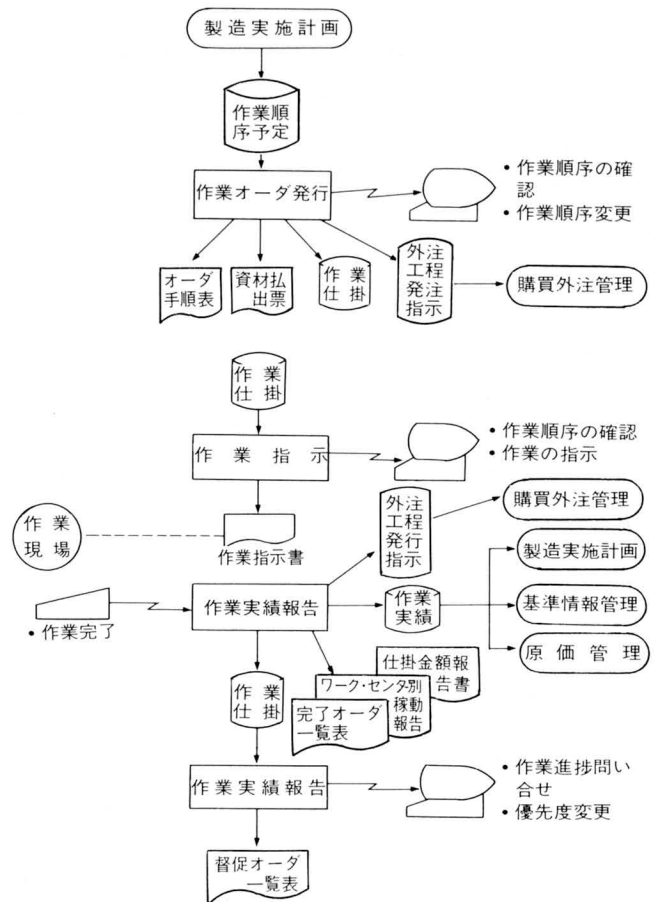 製造実施計画
作業順
序予定
作業オーダ発行
• 作業順序の確
認
• 作業順序変更
オーダ
手順表
資材払
出票
作業
仕掛
外注
工程
発注
指示
購買外注管理
作業
仕掛
作業指示
• 作業順序の確認
• 作業の指示
作業
現場
作業指示書
外注
工程
発行
指示
購買外注管理
製造実施計画
• 作業完了
作業実績報告
作業
実績
基準情報管理
原価管理
作業
仕掛
仕掛金額報
告書
ワーク・センタ別
稼動
報告
完了オーダ
一覧表
作業実績報告
• 作業進捗問い
合せ
• 優先度変更
督促オーダ
一覧表